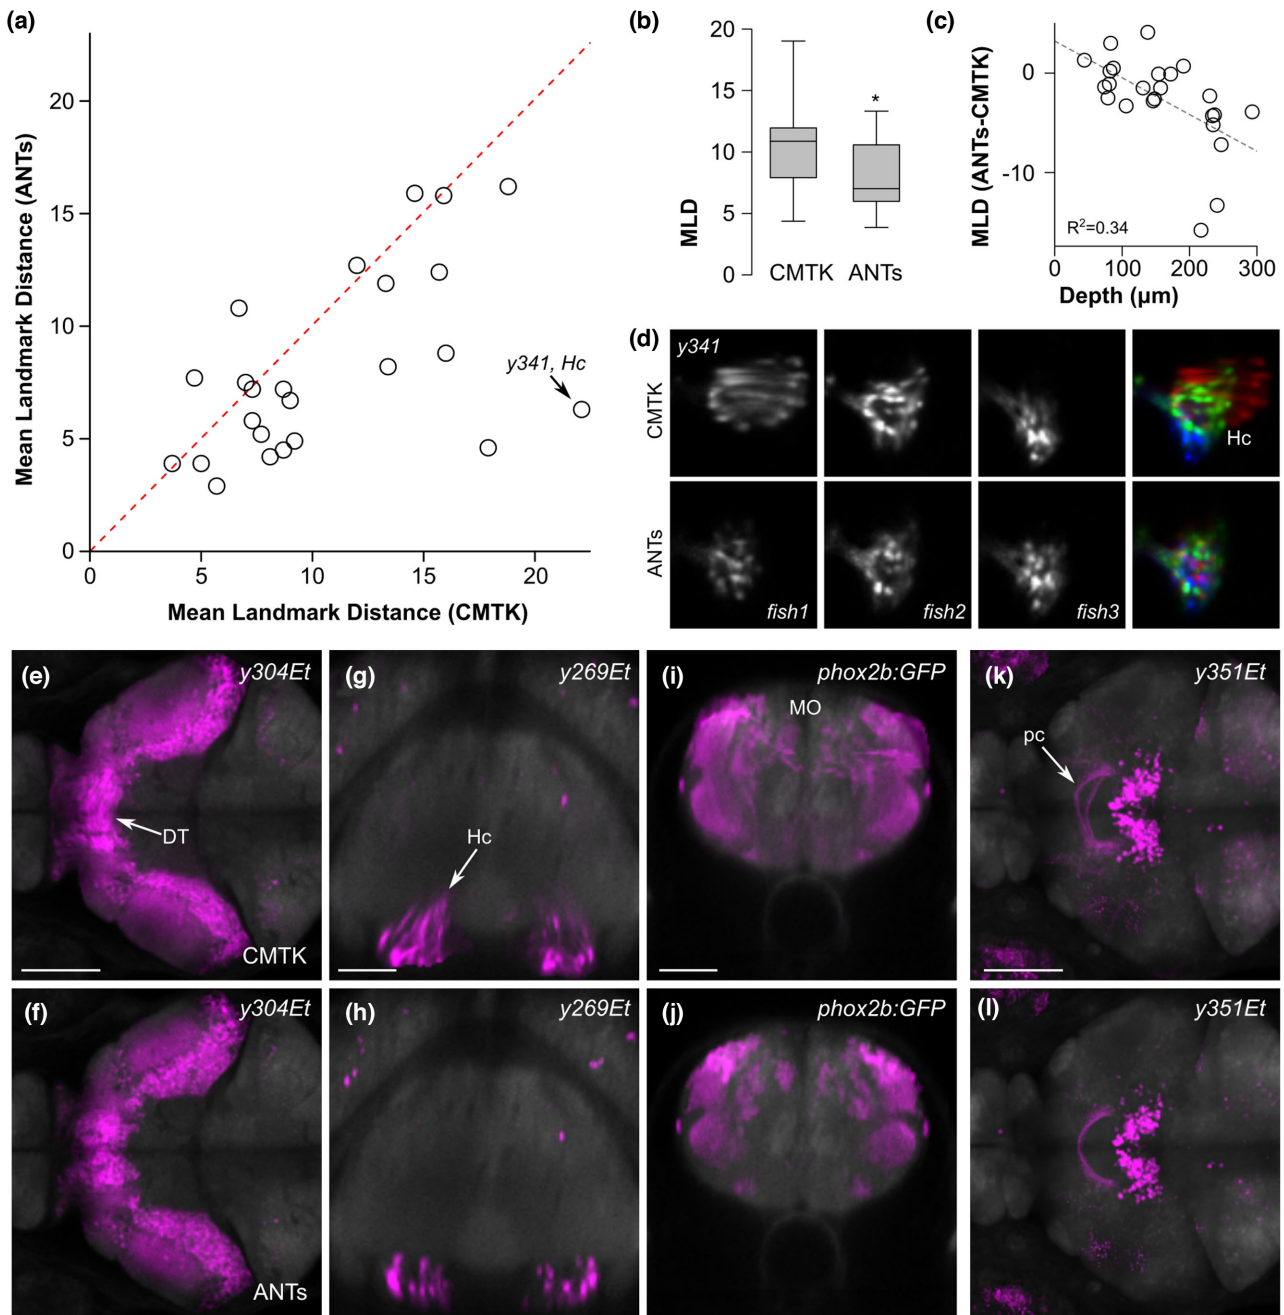 (a)
Mean Landmark Distance (ANTs)
20
15
10
5
0
0 5 10 15 20
Mean Landmark Distance (CMTK)
y341, Hc
(b)
MLD
20
15
10
5
0
*
CMTK ANTs
(c)
MLD (ANTs-CMTK)
0
-10
R²=0.34
0 100 200 300
Depth (µm)
(d)
CMTK
y341
Hc
ANTs
fish1
fish2
fish3
(e)
y304Et
DT
CMTK
(g)
y269Et
Hc
(i)
phox2b:GFP
MO
(k)
y351Et
pc
(f)
y304Et
ANTs
(h)
y269Et
(j)
phox2b:GFP
(l)
y351Et